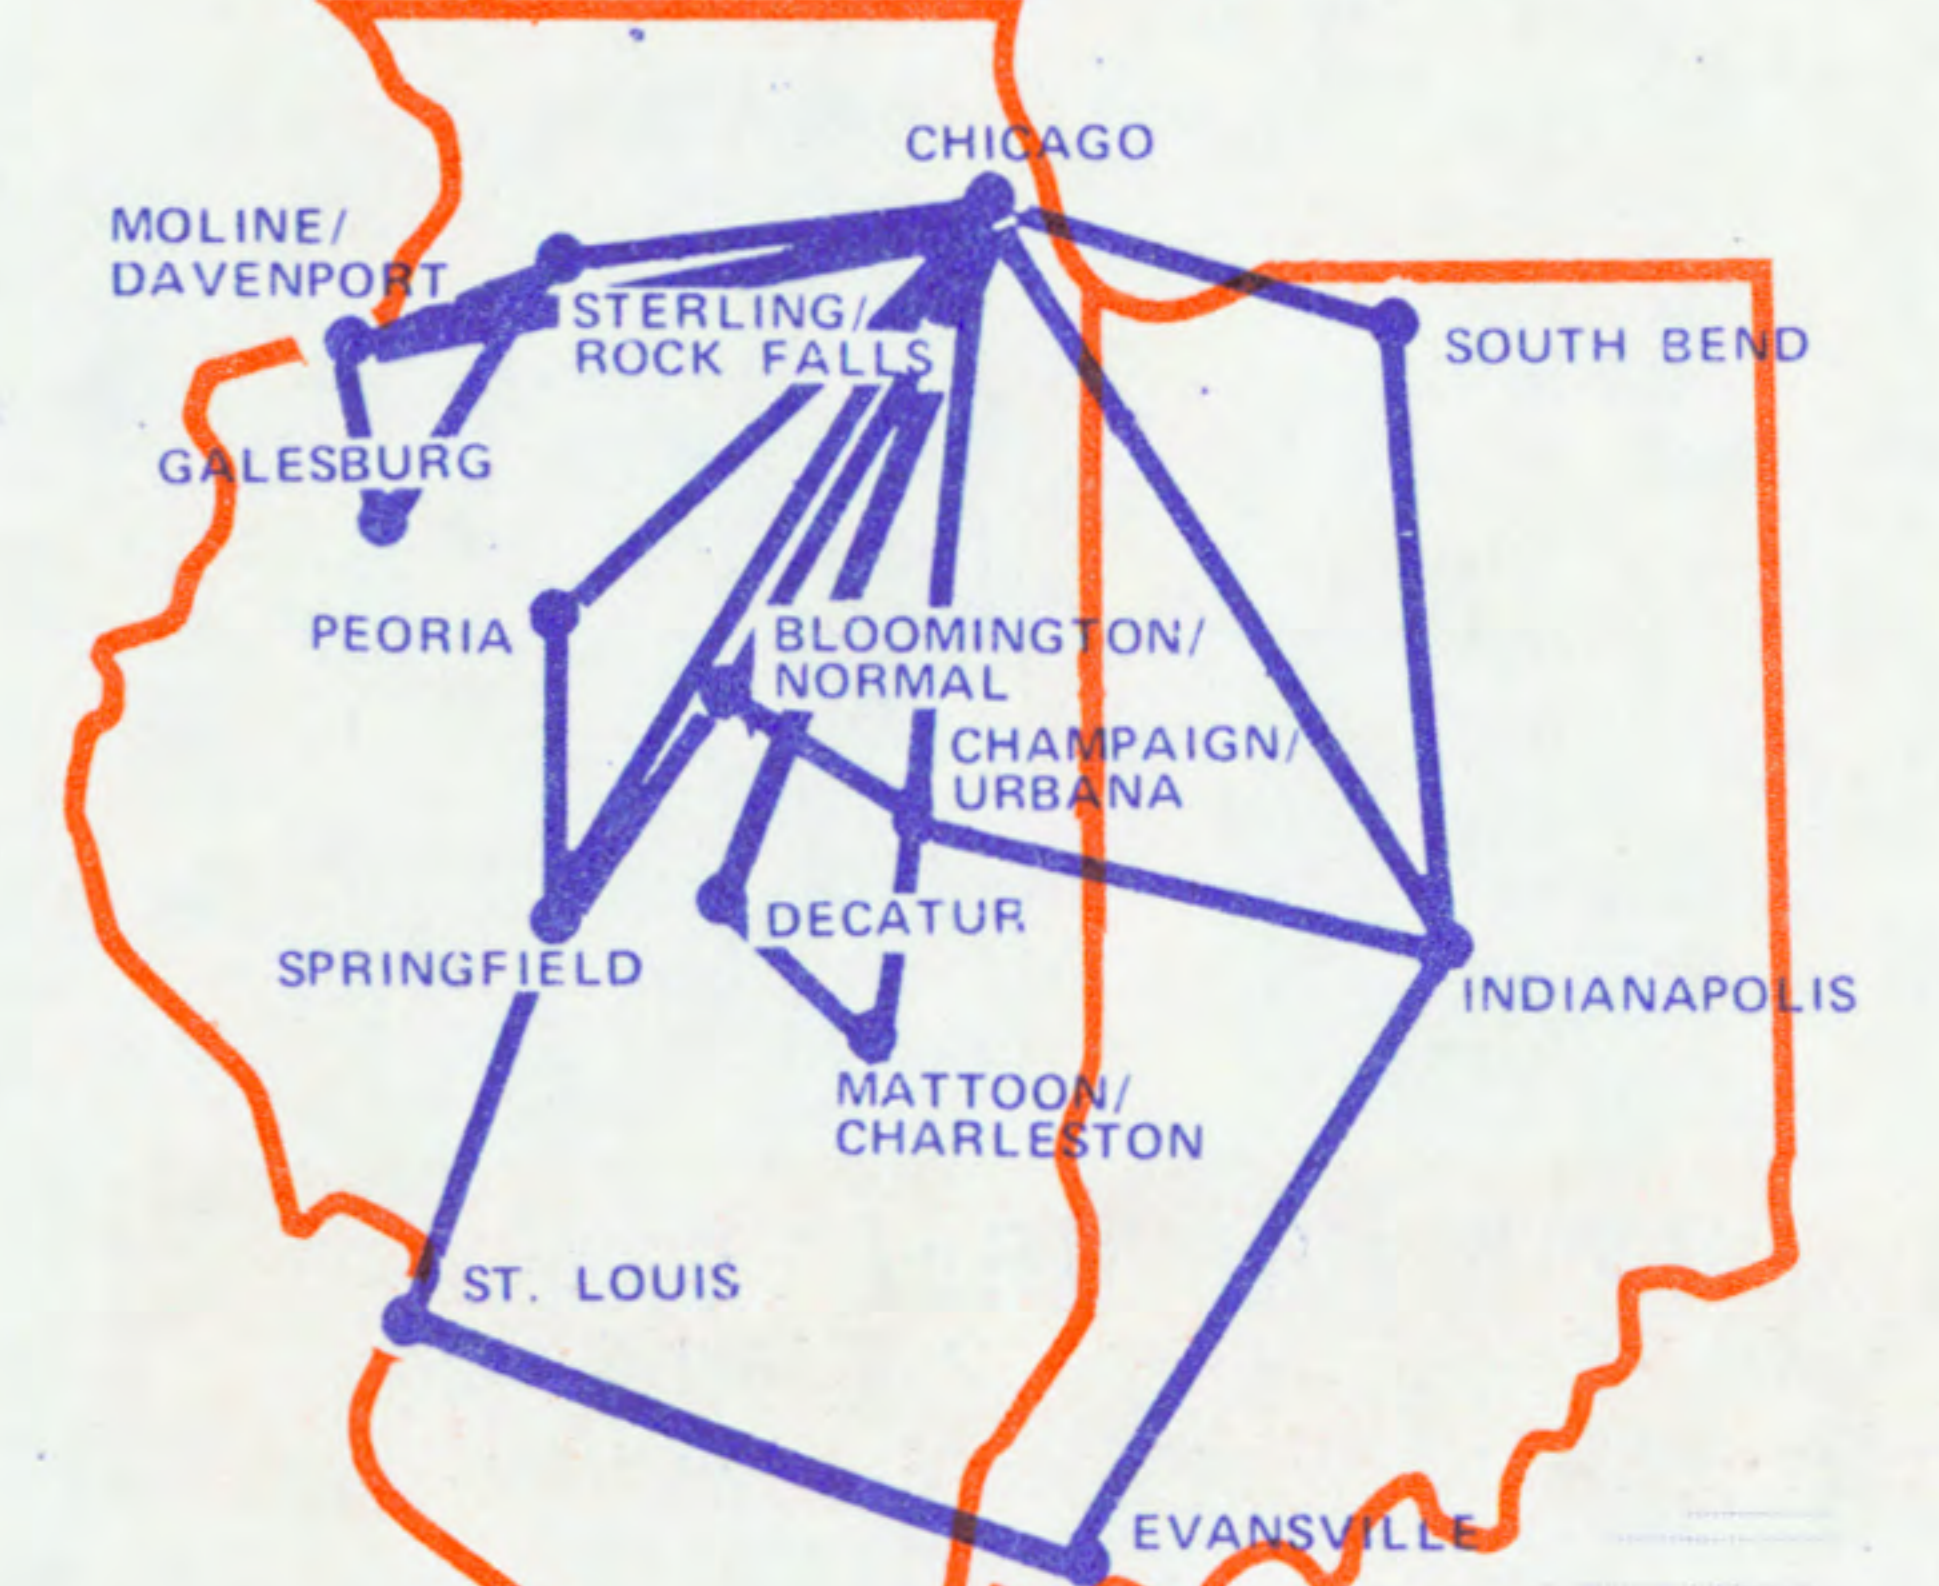 CHICAGO
MOLINE/
DAVENPORT
STERLING/
ROCK FALLS
SOUTH BEND
GALESBURG
PEORIA
BLOOMINGTON/
NORMAL
CHAMPAIGN/
URBANA
DECATUR
SPRINGFIELD
INDIANAPOLIS
MATTOON/
CHARLESTON
ST. LOUIS
EVANSVILLE